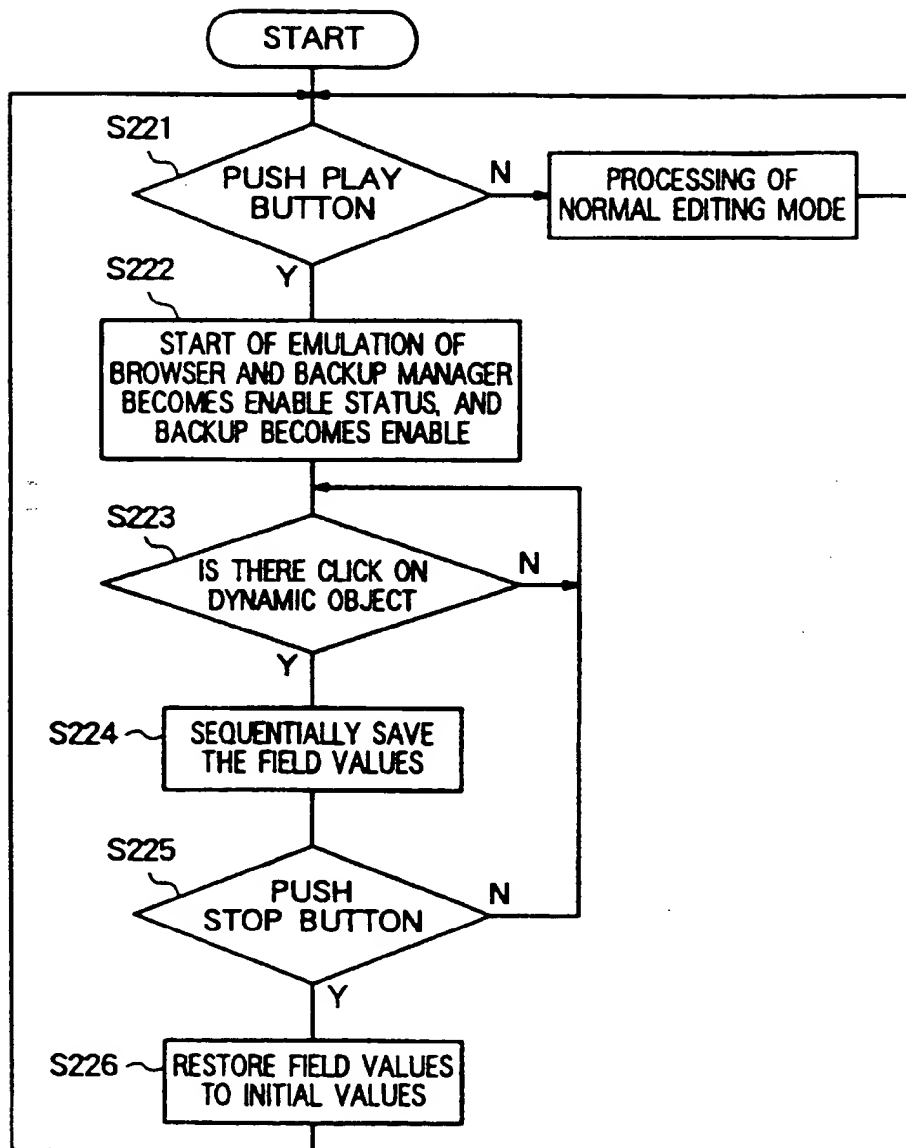 START
S221
PUSH PLAY
BUTTON
N
PROCESSING OF
NORMAL EDITING MODE
Y
S222
START OF EMULATION OF
BROWSER AND BACKUP MANAGER
BECOMES ENABLE STATUS, AND
BACKUP BECOMES ENABLE
S223
IS THERE CLICK ON
DYNAMIC OBJECT
N
Y
S224
SEQUENTIALLY SAVE
THE FIELD VALUES
S225
PUSH
STOP BUTTON
N
Y
S226
RESTORE FIELD VALUES
TO INITIAL VALUES